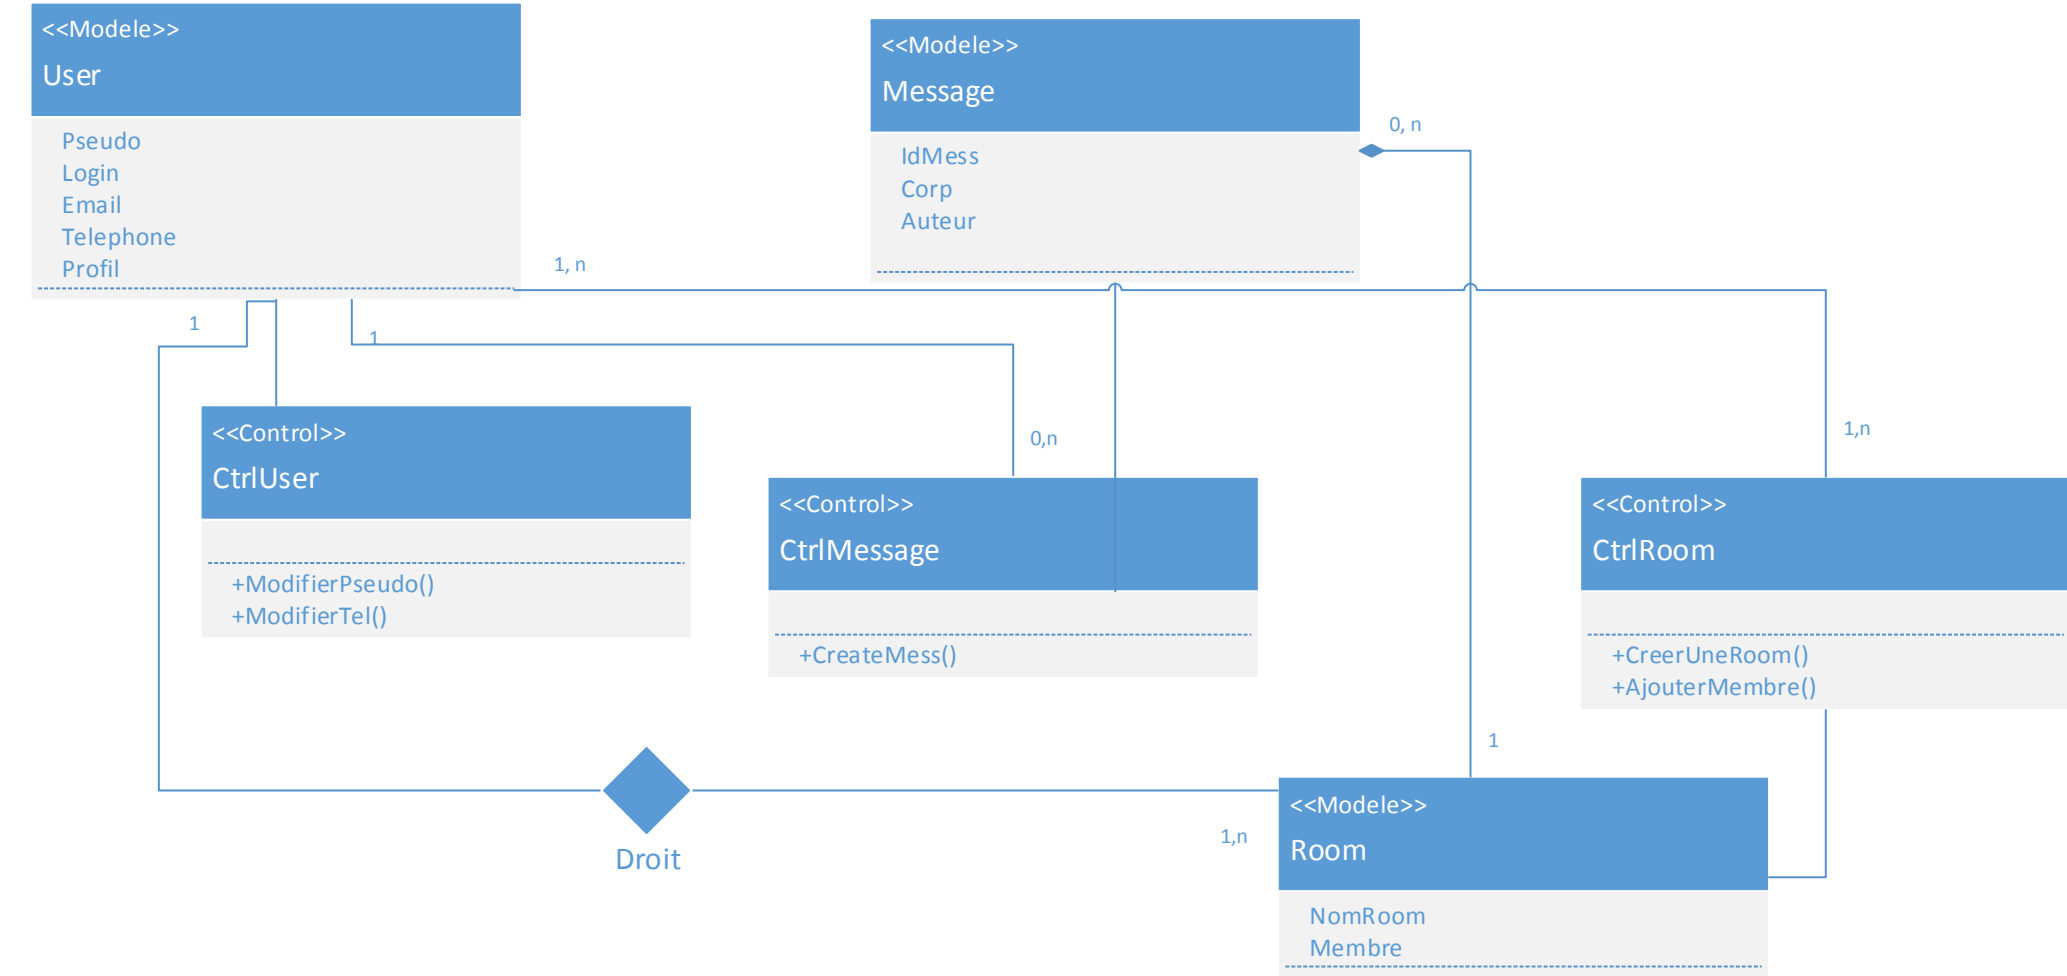 <<Modele>>
User
Pseudo
Login
Email
Telephone
Profil
<<Modele>>
Message
IdMess
Corp
Auteur
0, n
1, n
1
1
<<Control>>
CtrlUser
+ModifierPseudo()
+ModifierTel()
0,n
<<Control>>
CtrlMessage
+CreateMess()
1,n
<<Control>>
CtrlRoom
+CreerUneRoom()
+AjouterMembre()
1
Droit
1,n
<<Modele>>
Room
NomRoom
Membre